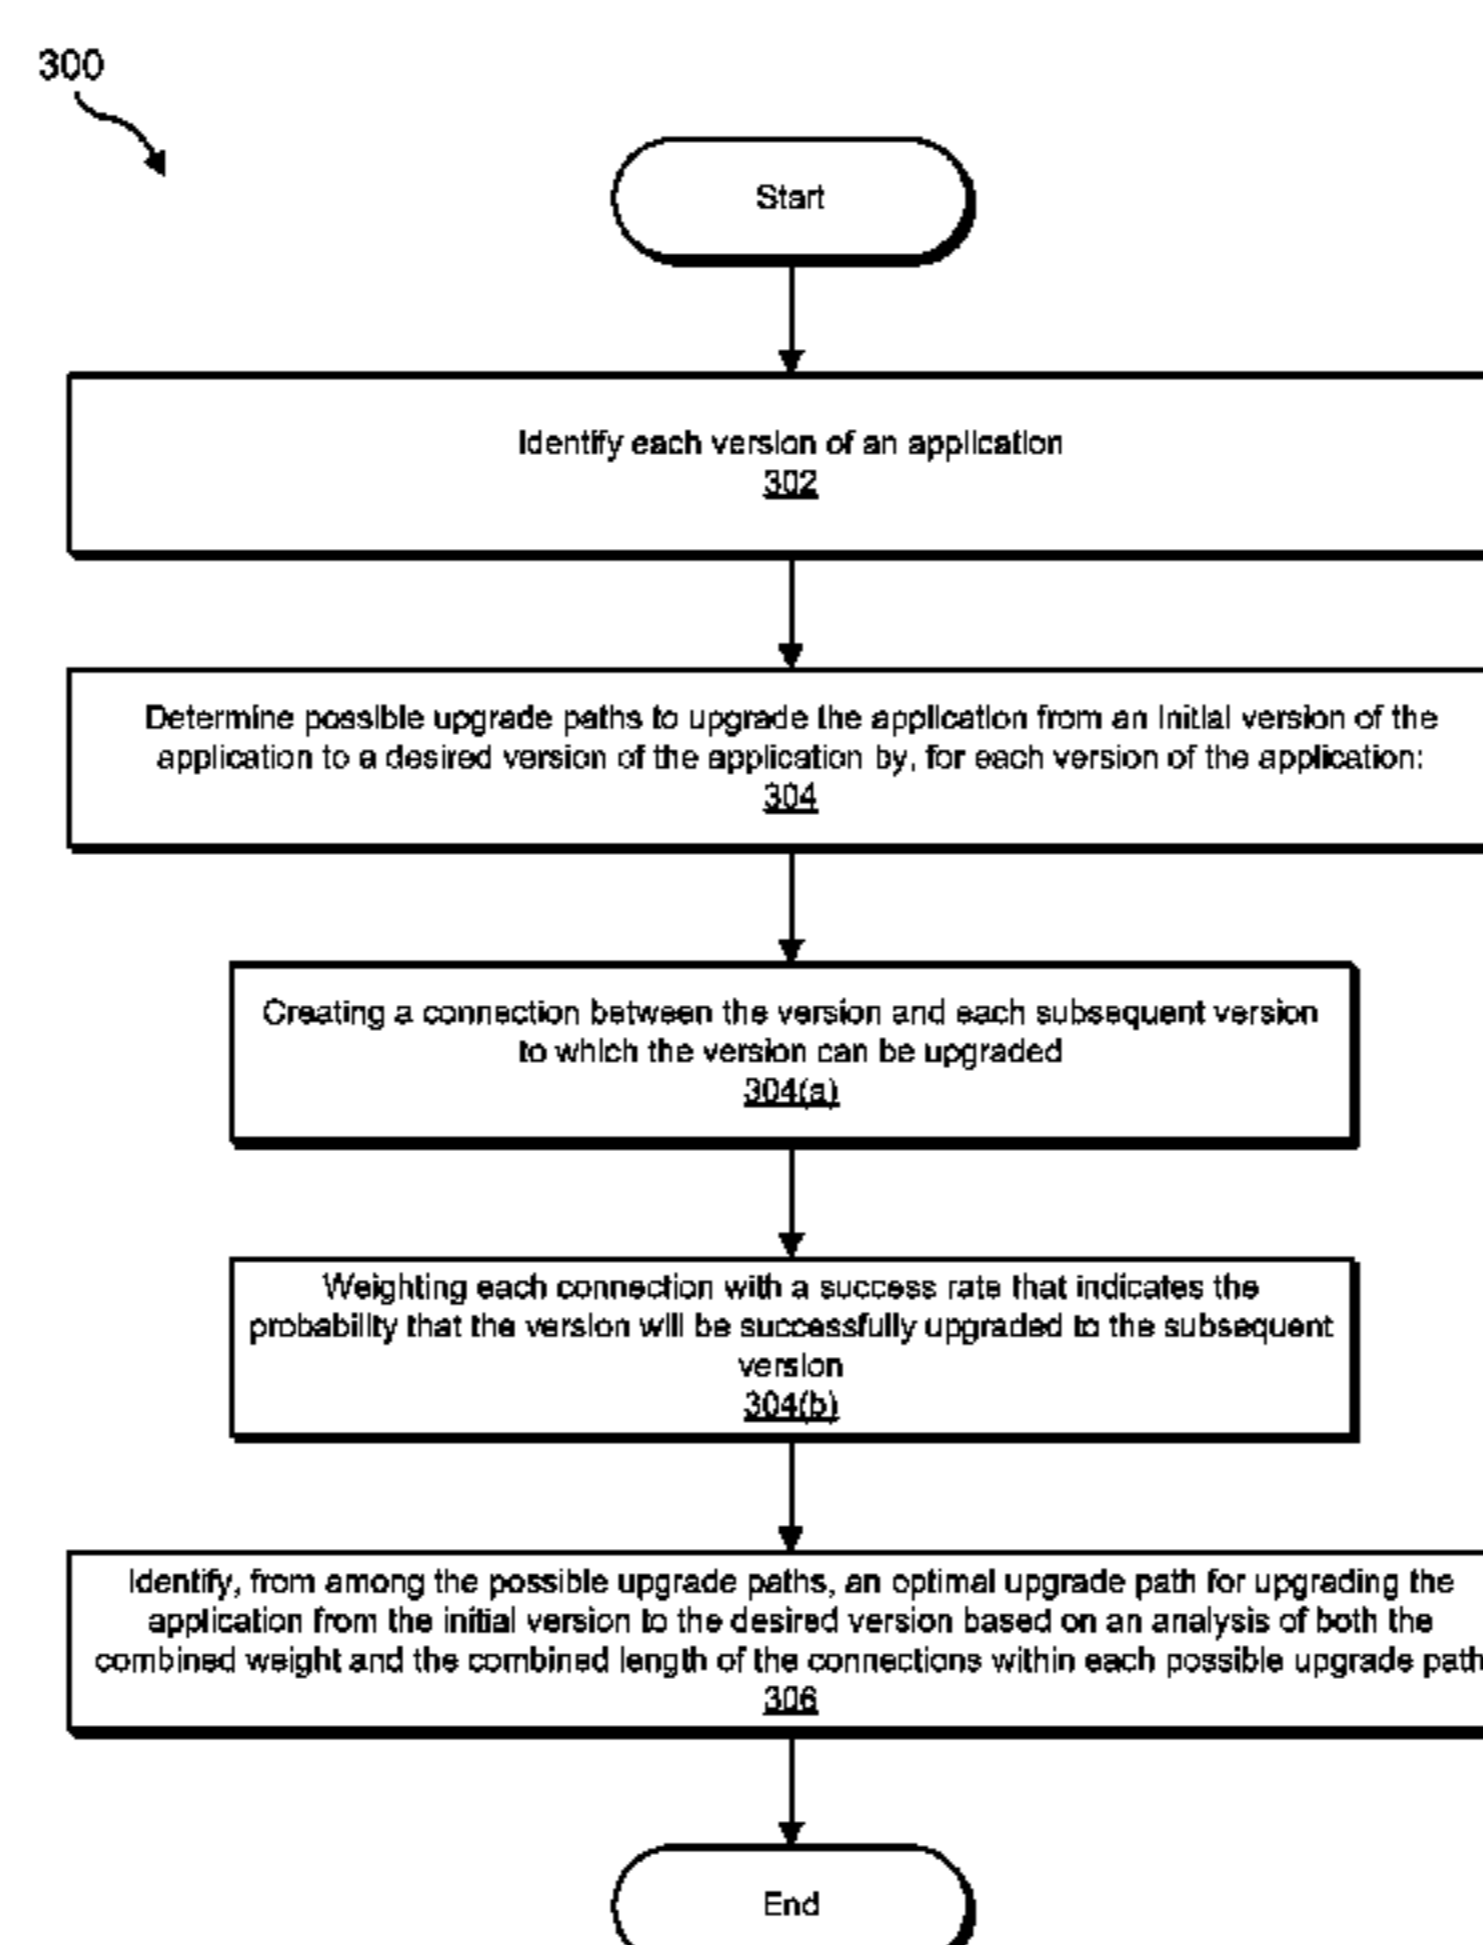 300
Start
Identify each version of an application
302
Determine possible upgrade paths to upgrade the application from an initial version of the
application to a desired version of the application by, for each version of the application:
304
Creating a connection between the version and each subsequent version
to which the version can be upgraded
304(a)
Weighting each connection with a success rate that indicates the
probability that the version will be successfully upgraded to the subsequent
version
304(b)
Identify, from among the possible upgrade paths, an optimal upgrade path for upgrading the
application from the initial version to the desired version based on an analysis of both the
combined weight and the combined length of the connections within each possible upgrade path
306
End